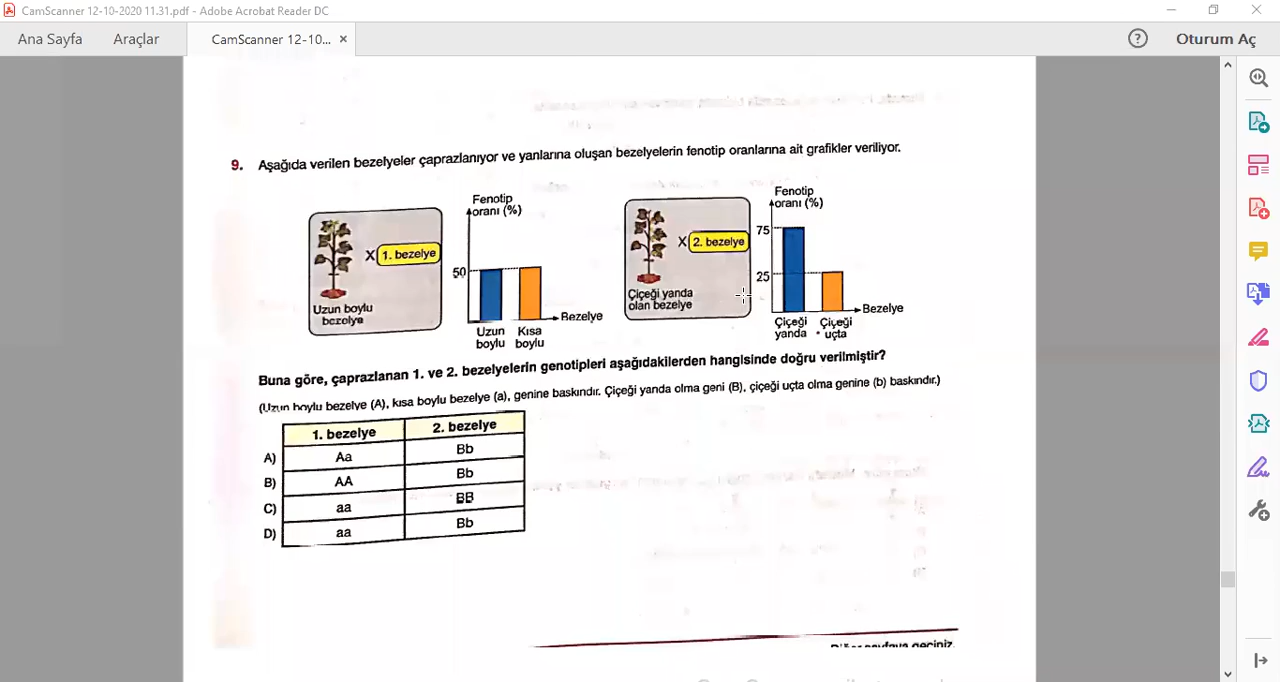 CamScanner 12-10-2020 11.31.pdf - Adobe Acrobat Reader DC
Ana Sayfa
Araçlar
CamScanner 12-10...
Oturum Aç
9. Aşağıda verilen bezelyeler çaprazlanıyor ve yanlarına oluşan bezelyelerin fenotip oranlarına ait grafikler veriliyor.
X 1. bezelye
Uzun boylu
bezelye
Fenotip
oranı (%)
50
Uzun
boylu
Kısa
boylu
Bezelye
X 2. bezelye
Çiçeği yanda
olan bezelye
Fenotip
oranı (%)
75
25
Çiçeği
yanda
Çiçeği
uçta
Bezelye
Buna göre, çaprazlanan 1. ve 2. bezelyelerin genotipleri aşağıdakilerden hangisinde doğru verilmiştir?
(Uzun boylu bezelye (A), kısa boylu bezelye (a), genine baskındır. Çiçeği yanda olma geni (B), çiçeği uçta olma genine (b) baskındır.)
1. bezelye 2. bezelye
A) Aa Bb
B) AA Bb
C) aa BB
D) aa Bb